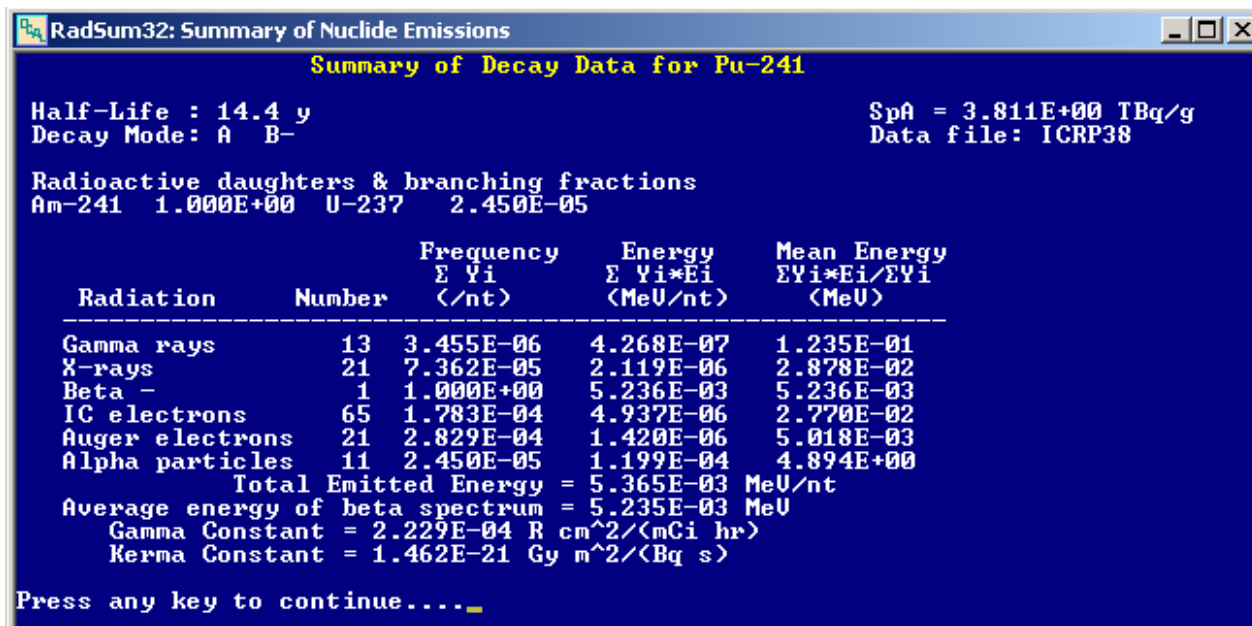 RadSum32: Summary of Nuclide Emissions
Summary of Decay Data for Pu-241
Half-Life : 14.4 y SpA = 3.811E+00 TBq/g
Decay Mode: A B- Data file: ICRP38
Radioactive daughters & branching fractions
Am-241 1.000E+00 U-237 2.450E-05
Frequency Energy Mean Energy
Σ Yi Σ Yi*Ei ΣYi*Ei/ΣYi
Radiation Number (/nt) (MeV/nt) (MeV)
Gamma rays 13 3.455E-06 4.268E-07 1.235E-01
X-rays 21 7.362E-05 2.119E-06 2.878E-02
Beta - 1 1.000E+00 5.236E-03 5.236E-03
IC electrons 65 1.783E-04 4.937E-06 2.770E-02
Auger electrons 21 2.829E-04 1.420E-06 5.018E-03
Alpha particles 11 2.450E-05 1.199E-04 4.894E+00
Total Emitted Energy = 5.365E-03 MeV/nt
Average energy of beta spectrum = 5.235E-03 MeV
Gamma Constant = 2.229E-04 R cm^2/(mCi hr)
Kerma Constant = 1.462E-21 Gy m^2/(Bq s)
Press any key to continue...._